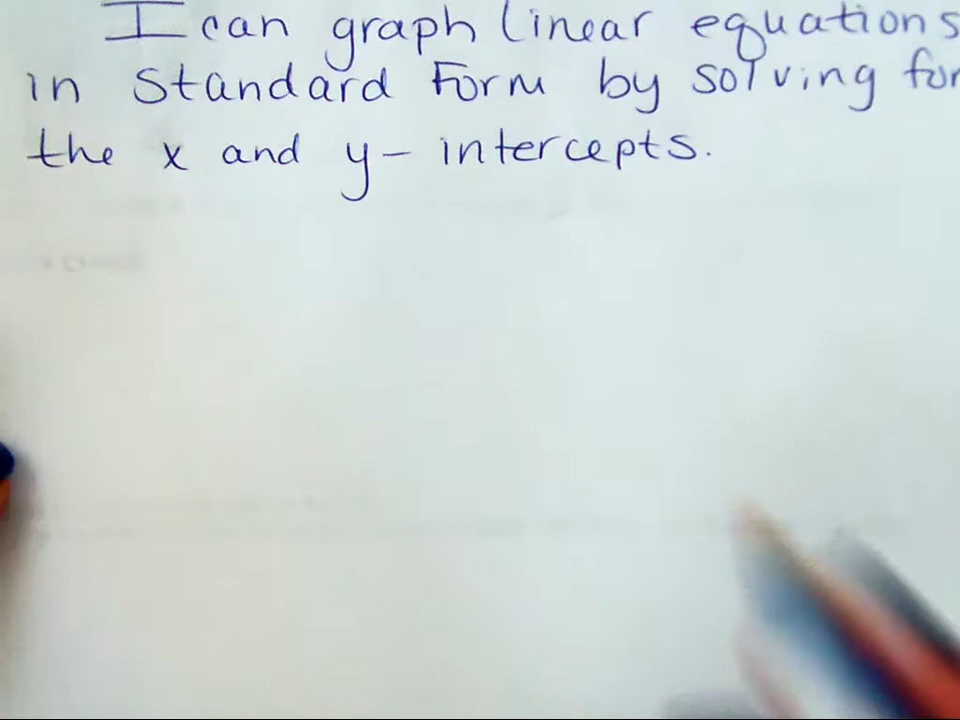 I can graph linear equations
in Standard Form by solving for
the x and y- intercepts.